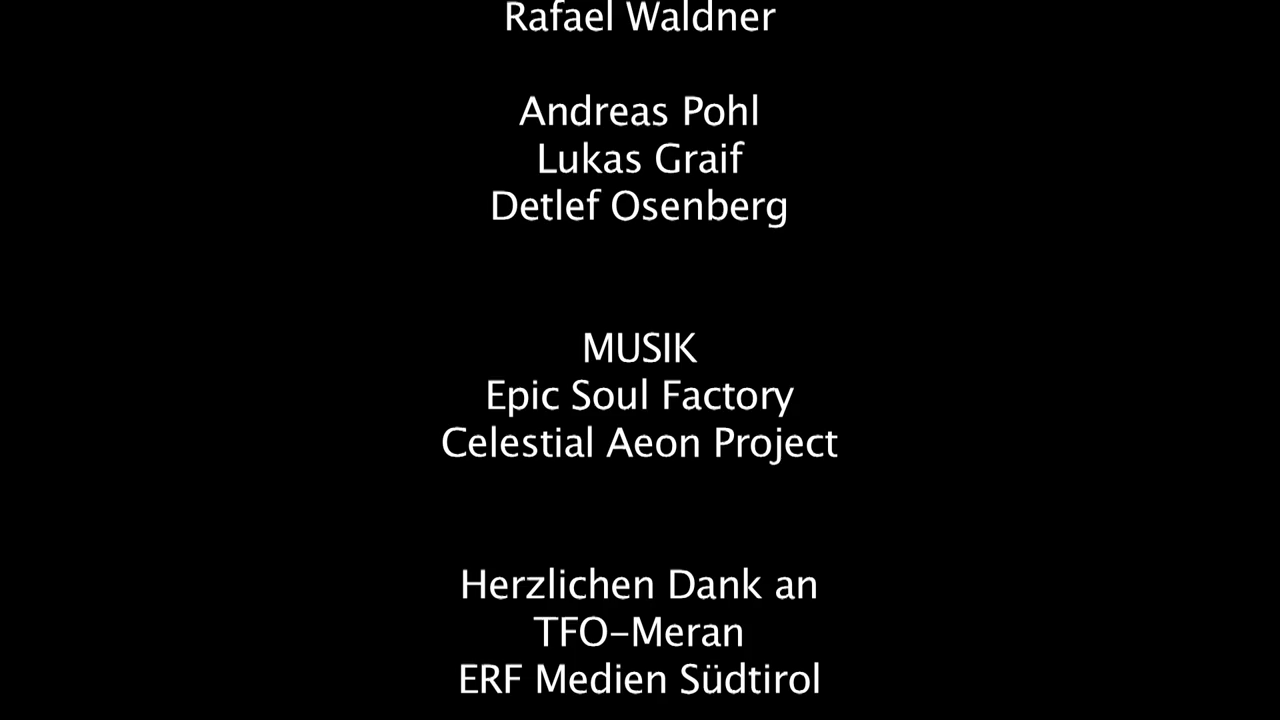 Rafael Waldner
Andreas Pohl
Lukas Graif
Detlef Osenberg
MUSIK
Epic Soul Factory
Celestial Aeon Project
Herzlichen Dank an
TFO-Meran
ERF Medien Südtirol